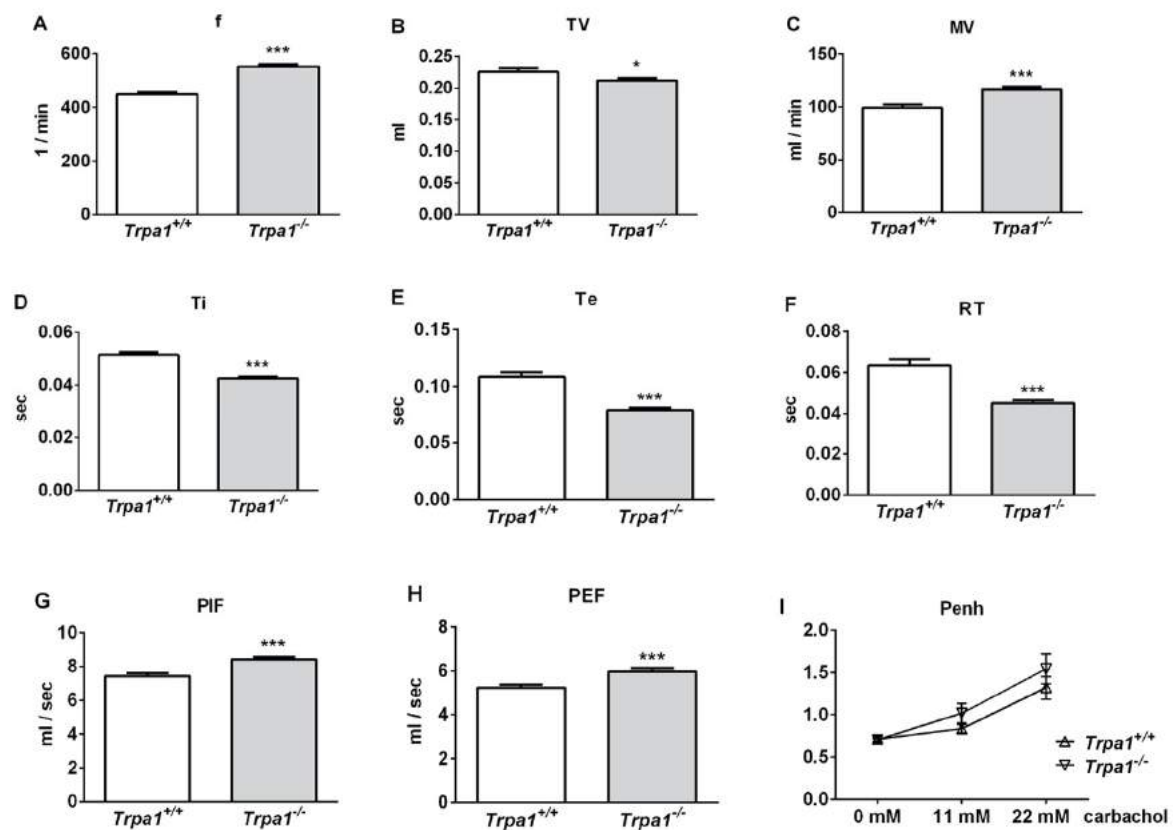 A
f
***
600
400
200
0
1 / min
Trpa1+/+
Trpa1-/-
B
TV
*
0.25
0.20
0.15
0.10
0.05
0.00
ml
Trpa1+/+
Trpa1-/-
C
MV
***
150
100
50
0
ml / min
Trpa1+/+
Trpa1-/-
D
Ti
***
0.06
0.04
0.02
0.00
sec
Trpa1+/+
Trpa1-/-
E
Te
***
0.15
0.10
0.05
0.00
sec
Trpa1+/+
Trpa1-/-
F
RT
***
0.08
0.06
0.04
0.02
0.00
sec
Trpa1+/+
Trpa1-/-
G
PIF
***
10
8
6
4
2
0
ml / sec
Trpa1+/+
Trpa1-/-
H
PEF
***
8
6
4
2
0
ml / sec
Trpa1+/+
Trpa1-/-
I
Penh
2.0
1.5
1.0
0.5
0.0
Trpa1+/+
Trpa1-/-
0 mM 11 mM 22 mM carbachol